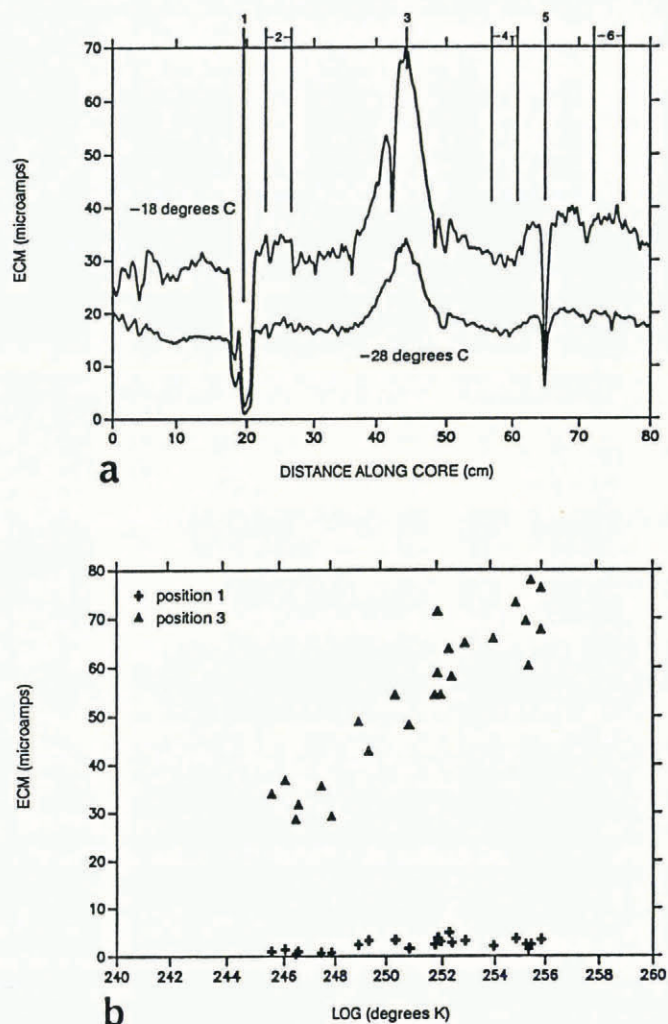 1 3 5
-2- -4- -6-
70
60
50
40
30
20
10
0
ECM (microamps)
−18 degrees C
−28 degrees C
0 10 20 30 40 50 60 70 80
a
DISTANCE ALONG CORE (cm)
80
70
60
50
40
30
20
10
0
ECM (microamps)
position 1
position 3
240 242 244 246 248 250 252 254 256 258 260
b
LOG (degrees K)